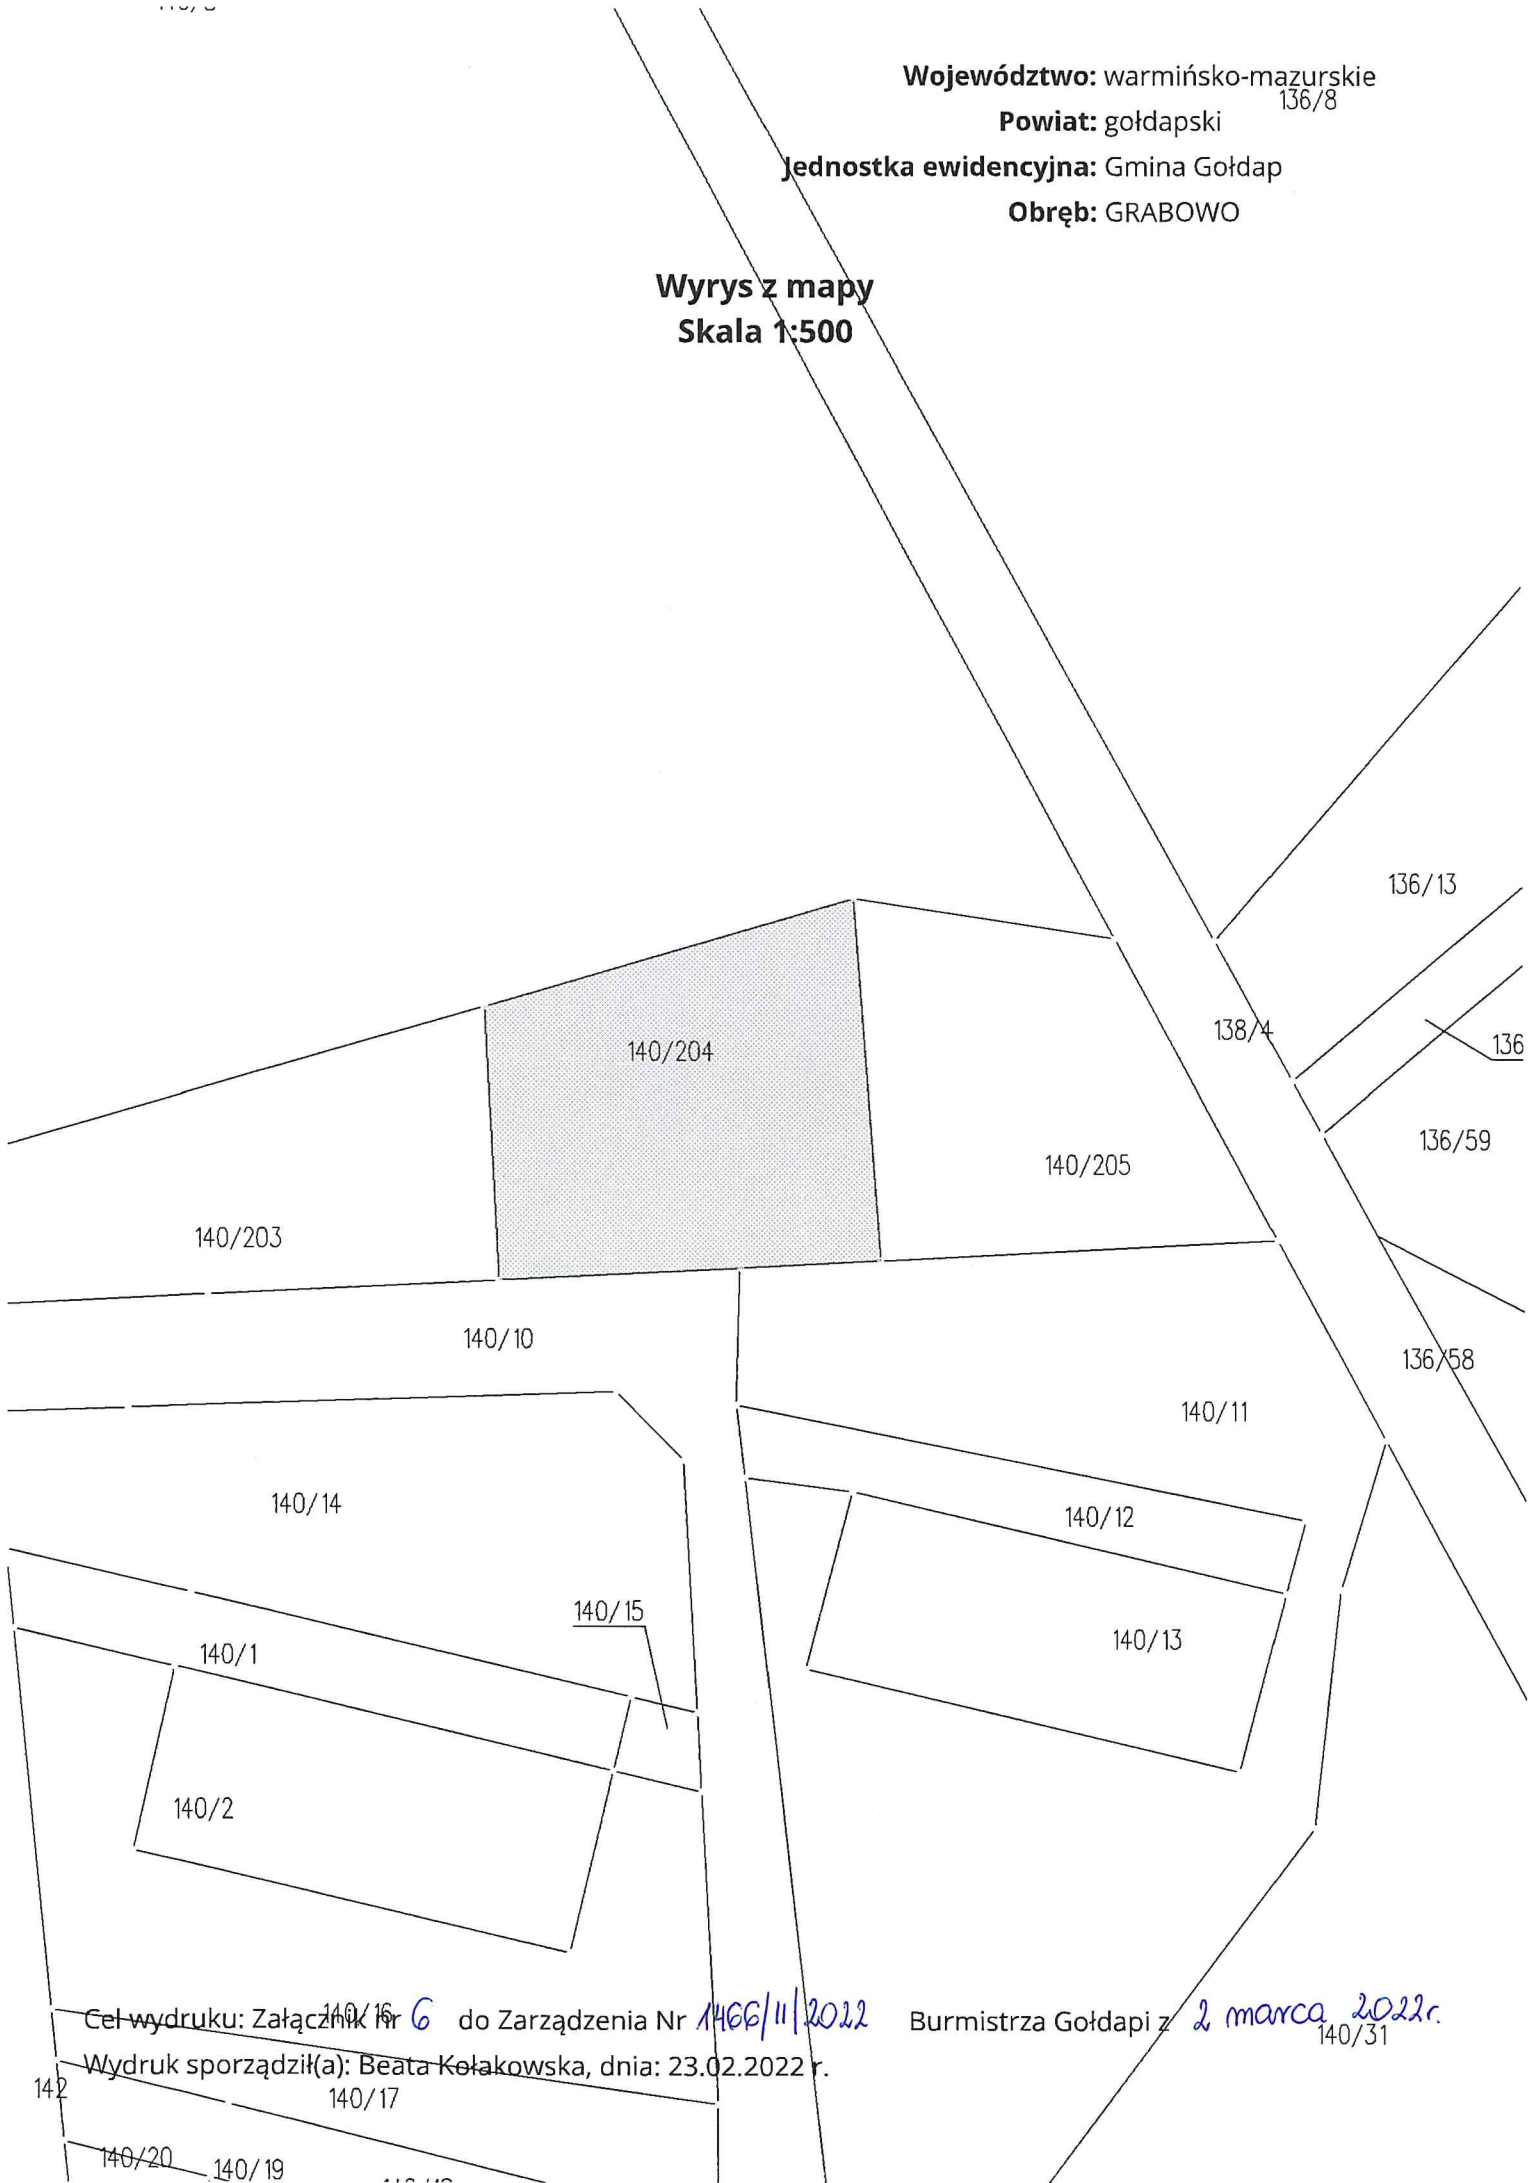 Województwo: warmińsko-mazurskie
136/8
Powiat: gołdapski
Jednostka ewidencyjna: Gmina Gołdap
Obręb: GRABOWO
Wyrys z mapy
Skala 1:500
136/13
138/4
136
140/204
136/59
140/205
140/203
140/10
136/58
140/11
140/14
140/12
140/15
140/13
140/1
140/2
140/16
Cel wydruku: Załącznik nr 6 do Zarządzenia Nr 1466/II/2022 Burmistrza Gołdapi z 2 marca 2022r.
140/31
Wydruk sporządził(a): Beata Kołakowska, dnia: 23.02.2022 r.
142
140/17
140/20
140/19